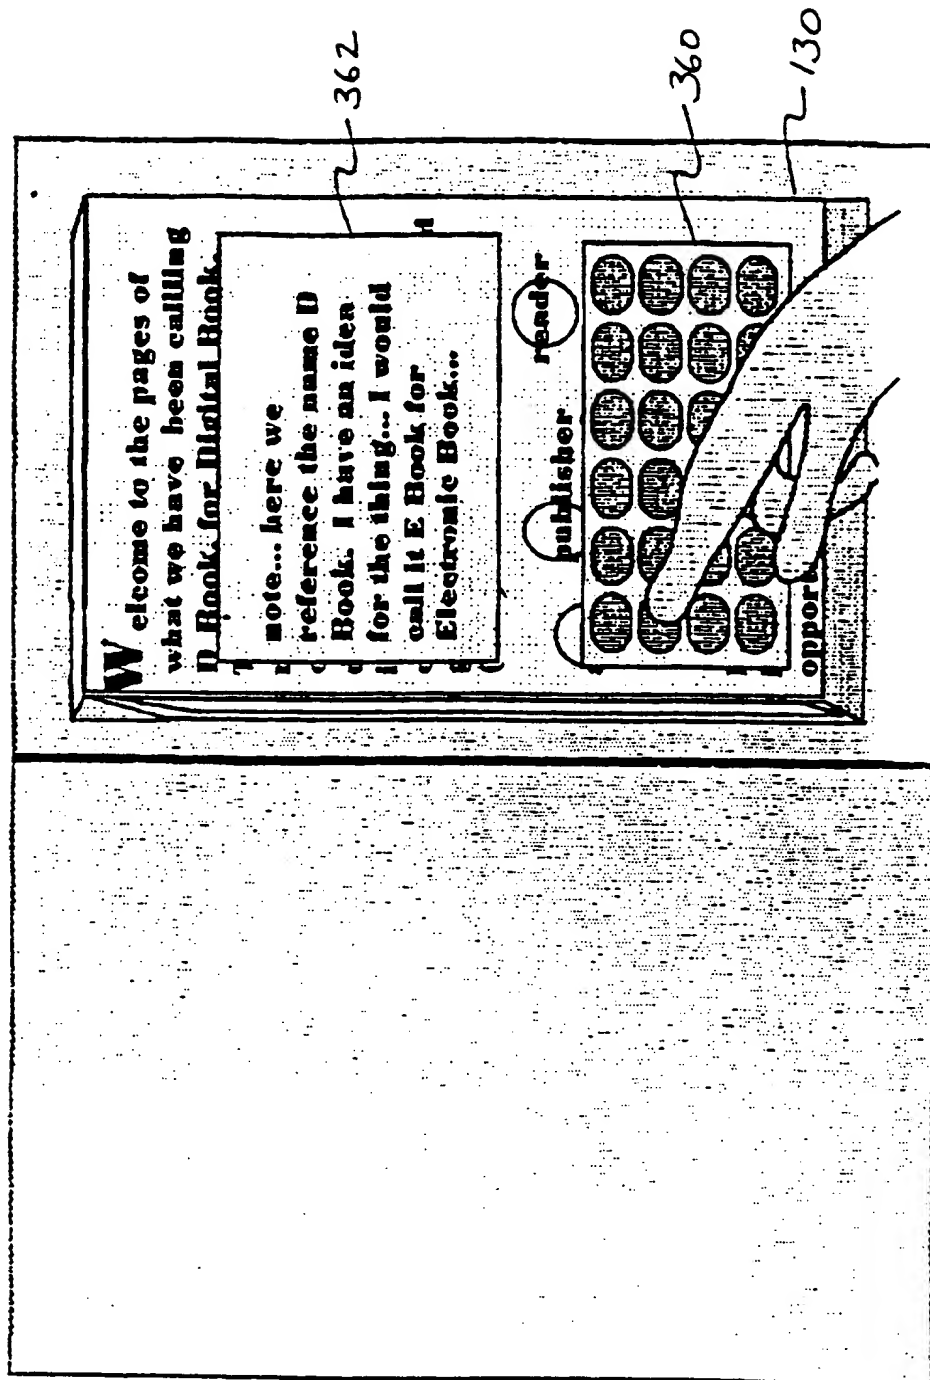 Welcome to the pages of
what we have been calling
D Book, for Digital Book.
note... here we
reference the name D
Book. I have an idea
for the thing... I would
call it E Book for
Electronic Book...
publisher
reader
oppor
362
360
130